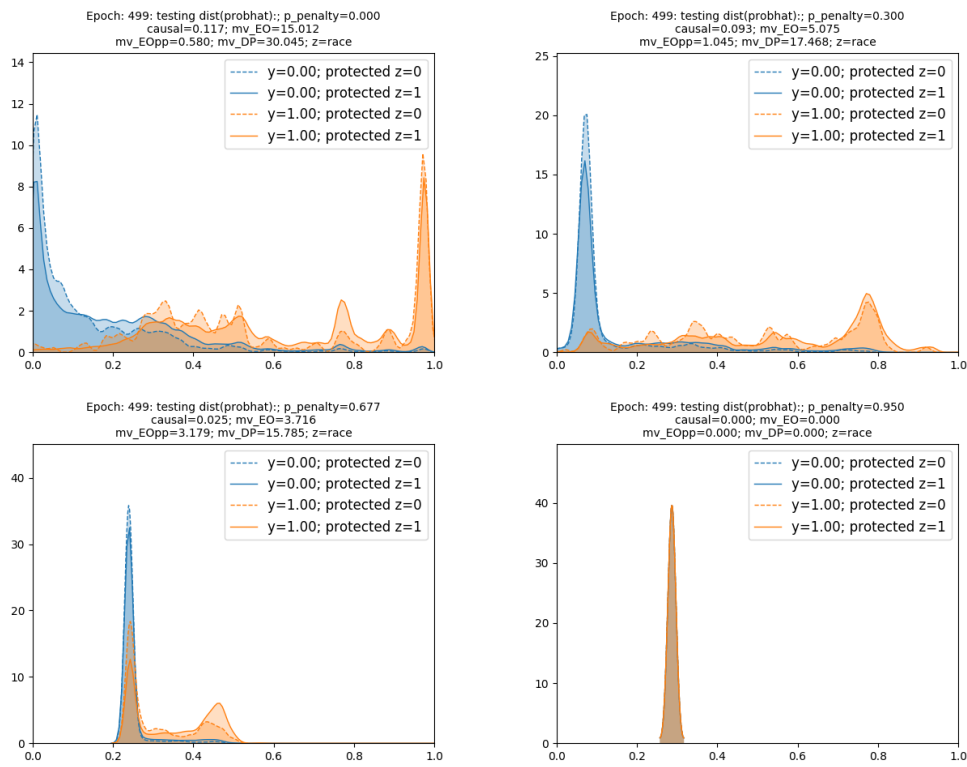 Epoch: 499: testing dist(probhat):; p_penalty=0.000
causal=0.117; mv_EO=15.012
mv_EOpp=0.580; mv_DP=30.045; z=race
14
12
10
8
6
4
2
0
0.0 0.2 0.4 0.6 0.8 1.0
y=0.00; protected z=0
y=0.00; protected z=1
y=1.00; protected z=0
y=1.00; protected z=1
Epoch: 499: testing dist(probhat):; p_penalty=0.300
causal=0.093; mv_EO=5.075
mv_EOpp=1.045; mv_DP=17.468; z=race
25
20
15
10
5
0
0.0 0.2 0.4 0.6 0.8 1.0
y=0.00; protected z=0
y=0.00; protected z=1
y=1.00; protected z=0
y=1.00; protected z=1
Epoch: 499: testing dist(probhat):; p_penalty=0.677
causal=0.025; mv_EO=3.716
mv_EOpp=3.179; mv_DP=15.785; z=race
40
30
20
10
0
0.0 0.2 0.4 0.6 0.8 1.0
y=0.00; protected z=0
y=0.00; protected z=1
y=1.00; protected z=0
y=1.00; protected z=1
Epoch: 499: testing dist(probhat):; p_penalty=0.950
causal=0.000; mv_EO=0.000
mv_EOpp=0.000; mv_DP=0.000; z=race
40
30
20
10
0
0.0 0.2 0.4 0.6 0.8 1.0
y=0.00; protected z=0
y=0.00; protected z=1
y=1.00; protected z=0
y=1.00; protected z=1